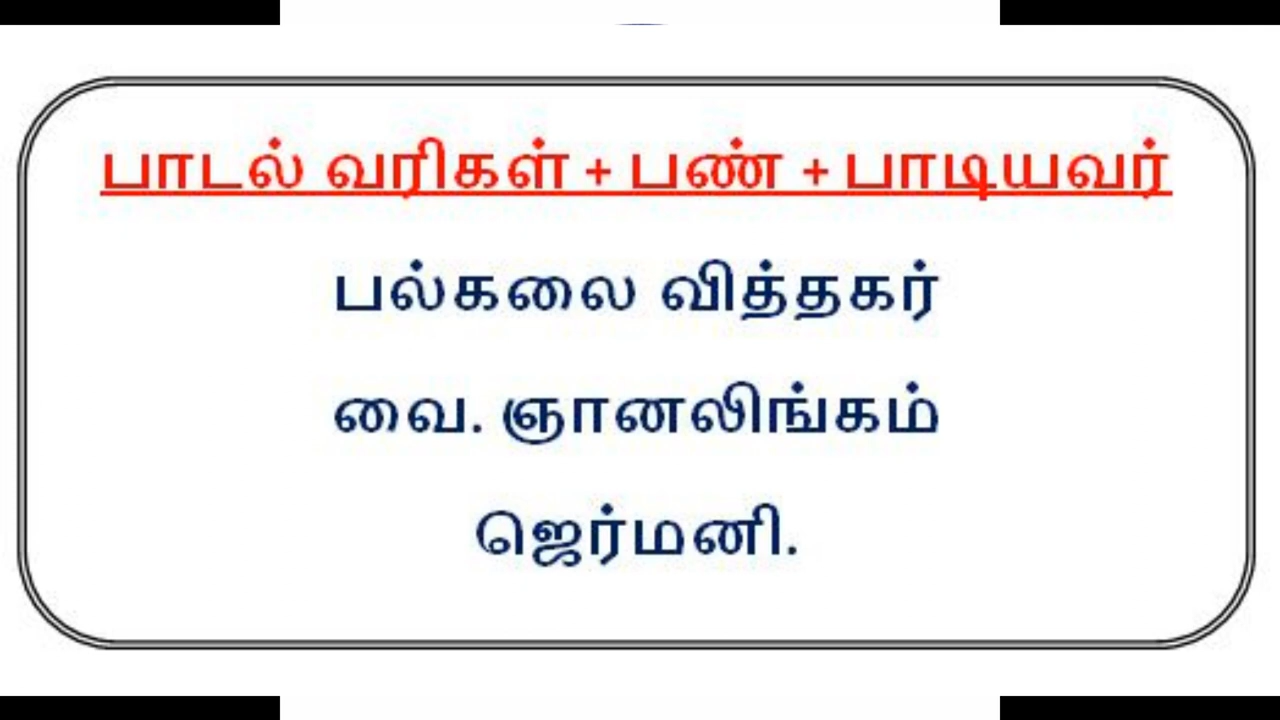 பாடல் வரிகள் + பண் + பாடியவர்
பல்கலை வித்தகர்
வை. ஞானலிங்கம்
ஜெர்மனி.